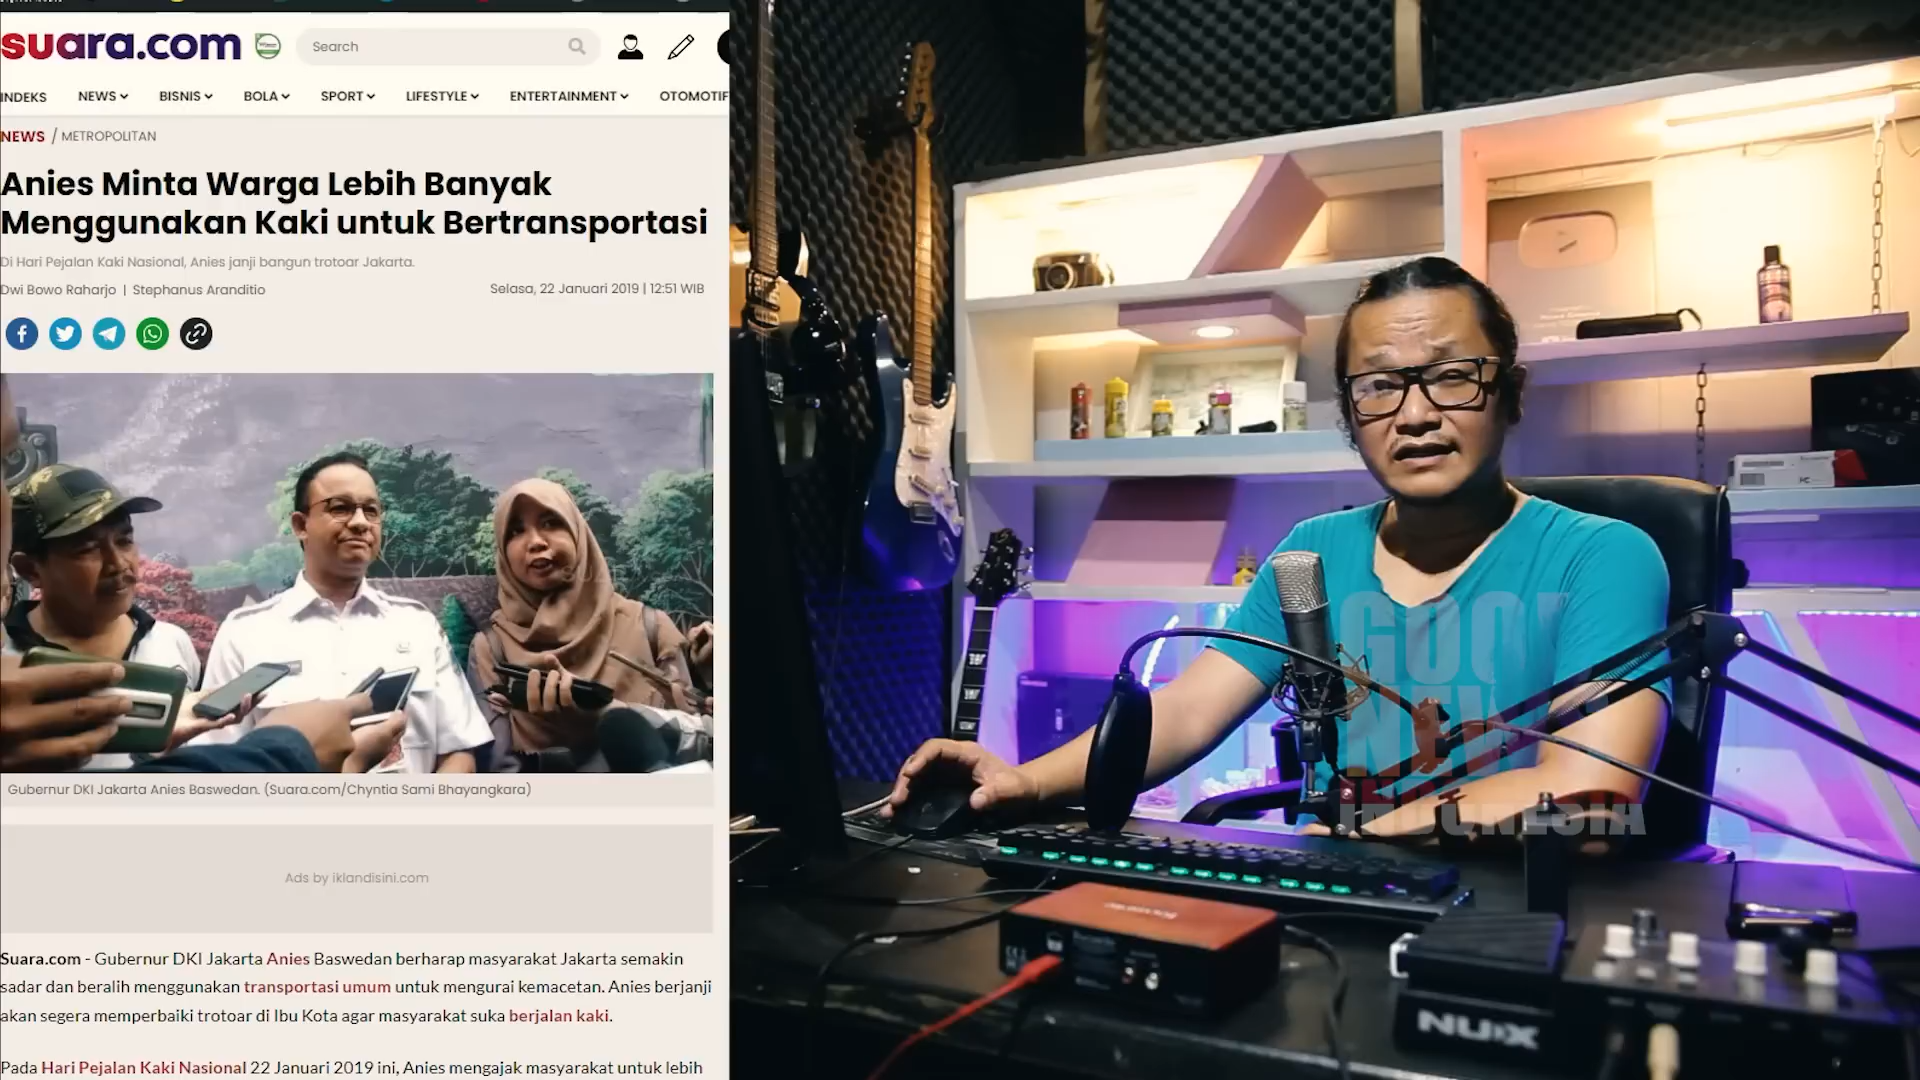 suara.com
Search
INDEKS NEWS BISNIS BOLA SPORT LIFESTYLE ENTERTAINMENT OTOMOTIF
NEWS / METROPOLITAN
Anies Minta Warga Lebih Banyak
Menggunakan Kaki untuk Bertransportasi
Di Hari Pejalan Kaki Nasional, Anies janji bangun trotoar Jakarta.
Dwi Bowo Raharjo | Stephanus Aranditio
Selasa, 22 Januari 2019 | 12:51 WIB
Gubernur DKI Jakarta Anies Baswedan. (Suara.com/Chyntia Sami Bhayangkara)
Ads by iklandisini.com
Suara.com - Gubernur DKI Jakarta Anies Baswedan berharap masyarakat Jakarta semakin
sadar dan beralih menggunakan transportasi umum untuk mengurai kemacetan. Anies berjanji
akan segera memperbaiki trotoar di Ibu Kota agar masyarakat suka berjalan kaki.
Pada Hari Pejalan Kaki Nasional 22 Januari 2019 ini, Anies mengajak masyarakat untuk lebih
NEWS
INDONESIA
NUX